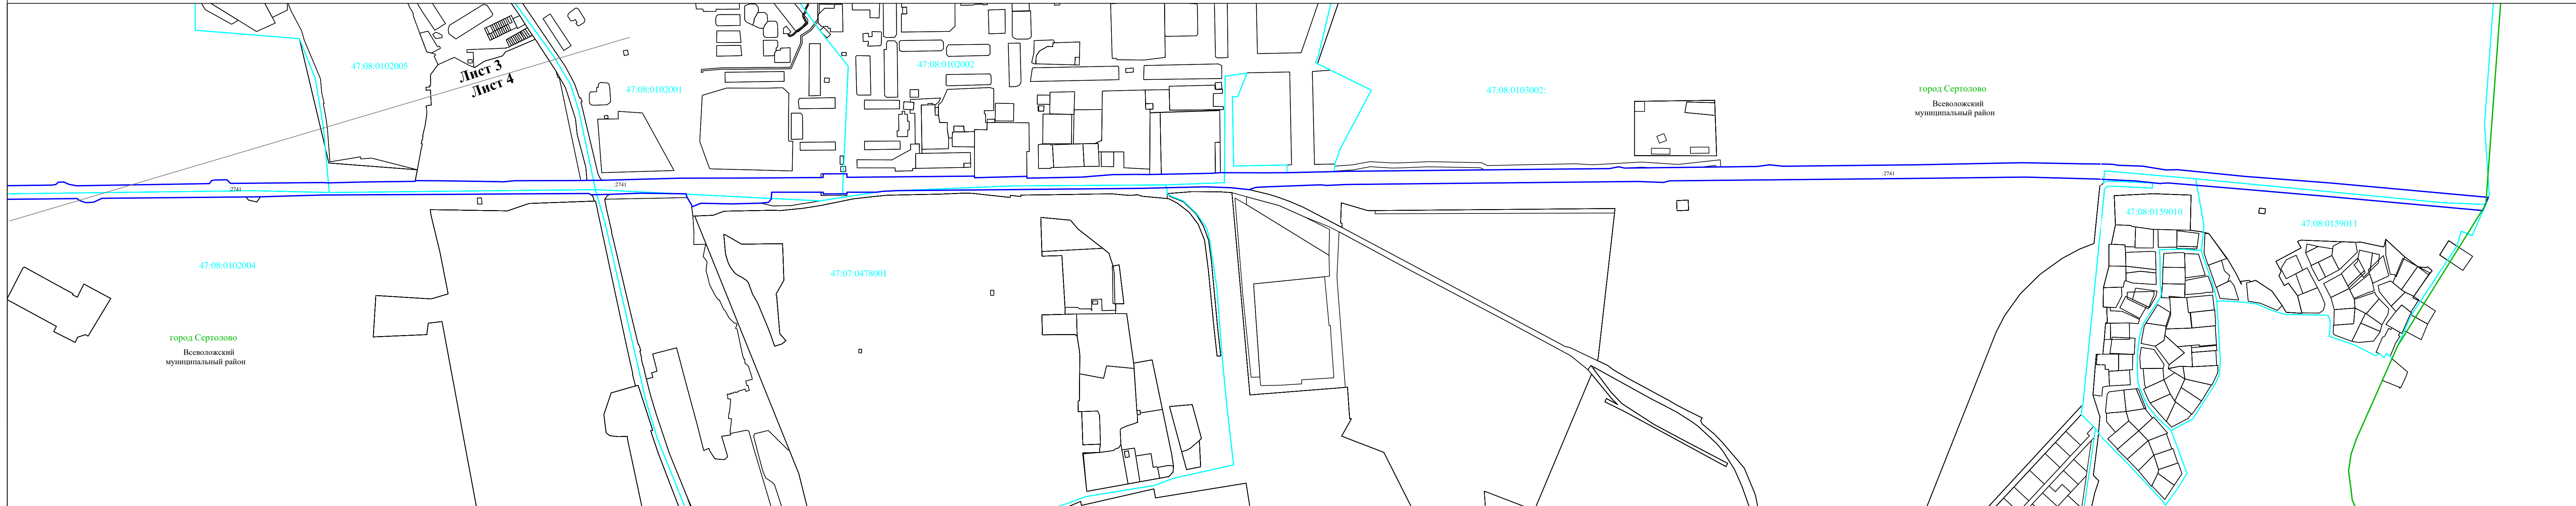 47:08:0102005
Лист 3
Лист 4
47:08:0102001
47:08:0102002
47:08:0103002:
город Сертолово
Всеволожский
муниципальный район
:2741
:2741
:2741
47:08:0159010
47:08:0159011
47:08:0102004
47:07:0478001
город Сертолово
Всеволожский
муниципальный район